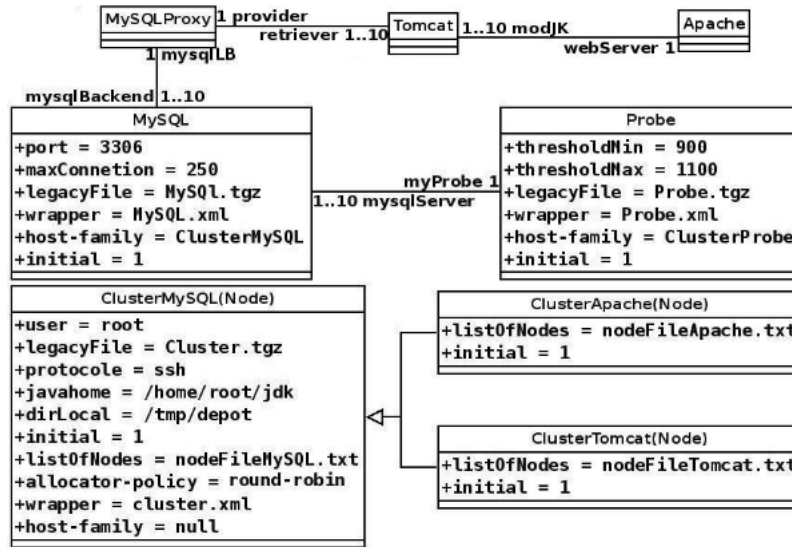 MySQLProxy
1 provider
retriever 1..10
Tomcat
1..10 modJK
webServer 1
Apache
1 mysqlLB
mysqlBackend 1..10
MySQL
+port = 3306
+maxConnetion = 250
+legacyFile = MySQl.tgz
+wrapper = MySQL.xml
+host-family = ClusterMySQL
+initial = 1
myProbe 1
1..10 mysqlServer
Probe
+thresholdMin = 900
+thresholdMax = 1100
+legacyFile = Probe.tgz
+wrapper = Probe.xml
+host-family = ClusterProbe
+initial = 1
ClusterMySQL(Node)
+user = root
+legacyFile = Cluster.tgz
+protocole = ssh
+javahome = /home/root/jdk
+dirLocal = /tmp/depot
+initial = 1
+listOfNodes = nodeFileMySQL.txt
+allocator-policy = round-robin
+wrapper = cluster.xml
+host-family = null
ClusterApache(Node)
+listOfNodes = nodeFileApache.txt
+initial = 1
ClusterTomcat(Node)
+listOfNodes = nodeFileTomcat.txt
+initial = 1